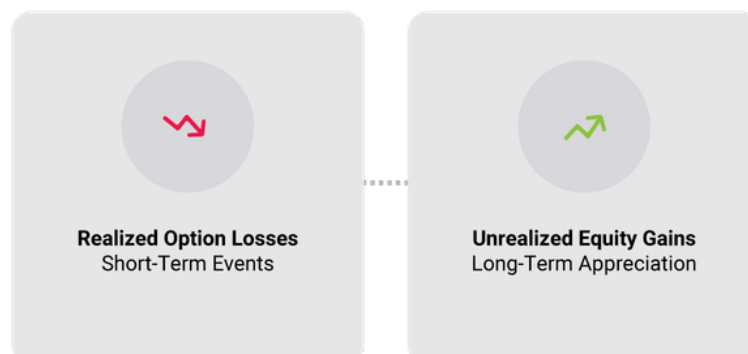 Realized Option Losses
Short-Term Events
Unrealized Equity Gains
Long-Term Appreciation